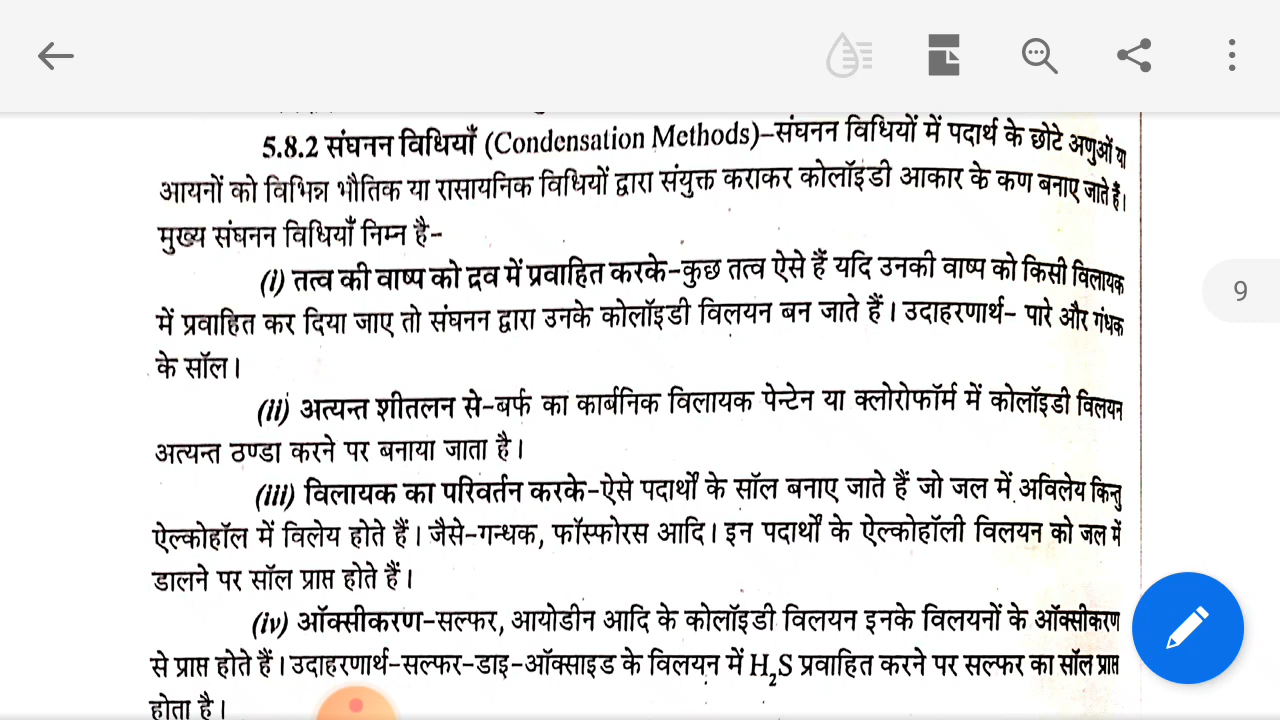 9
5.8.2 संघनन विधियाँ (Condensation Methods)–संघनन विधियों में पदार्थ के छोटे अणुओं या
आयनों को विभिन्न भौतिक या रासायनिक विधियों द्वारा संयुक्त कराकर कोलॉइडी आकार के कण बनाए जाते हैं।
मुख्य संघनन विधियाँ निम्न है–
(i) तत्व की वाष्प को द्रव में प्रवाहित करके–कुछ तत्व ऐसे हैं यदि उनकी वाष्प को किसी विलायक
में प्रवाहित कर दिया जाए तो संघनन द्वारा उनके कोलॉइडी विलयन बन जाते हैं। उदाहरणार्थ– पारे और गंधक
के सॉल।
(ii) अत्यन्त शीतलन से–बर्फ का कार्बनिक विलायक पेन्टेन या क्लोरोफॉर्म में कोलॉइडी विलयन
अत्यन्त ठण्डा करने पर बनाया जाता है।
(iii) विलायक का परिवर्तन करके–ऐसे पदार्थों के सॉल बनाए जाते हैं जो जल में अविलेय किन्तु
ऐल्कोहॉल में विलेय होते हैं। जैसे–गन्धक, फॉस्फोरस आदि। इन पदार्थों के ऐल्कोहॉली विलयन को जल में
डालने पर सॉल प्राप्त होते हैं।
(iv) ऑक्सीकरण–सल्फर, आयोडीन आदि के कोलॉइडी विलयन इनके विलयनों के ऑक्सीकरण
से प्राप्त होते हैं। उदाहरणार्थ–सल्फर-डाइ-ऑक्साइड के विलयन में H₂S प्रवाहित करने पर सल्फर का सॉल प्राप्त
होता है।